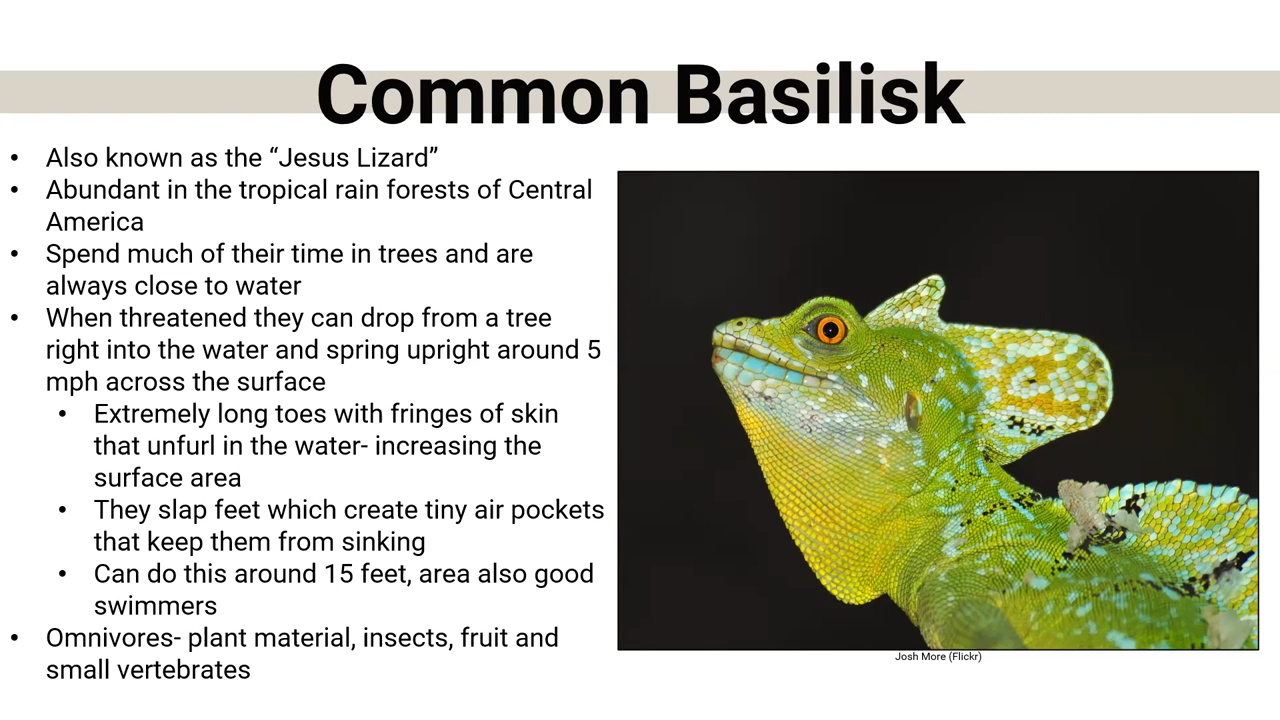 Common Basilisk
• Also known as the “Jesus Lizard”
• Abundant in the tropical rain forests of Central
America
• Spend much of their time in trees and are
always close to water
• When threatened they can drop from a tree
right into the water and spring upright around 5
mph across the surface
• Extremely long toes with fringes of skin
that unfurl in the water- increasing the
surface area
• They slap feet which create tiny air pockets
that keep them from sinking
• Can do this around 15 feet, area also good
swimmers
• Omnivores- plant material, insects, fruit and
small vertebrates
Josh More (Flickr)